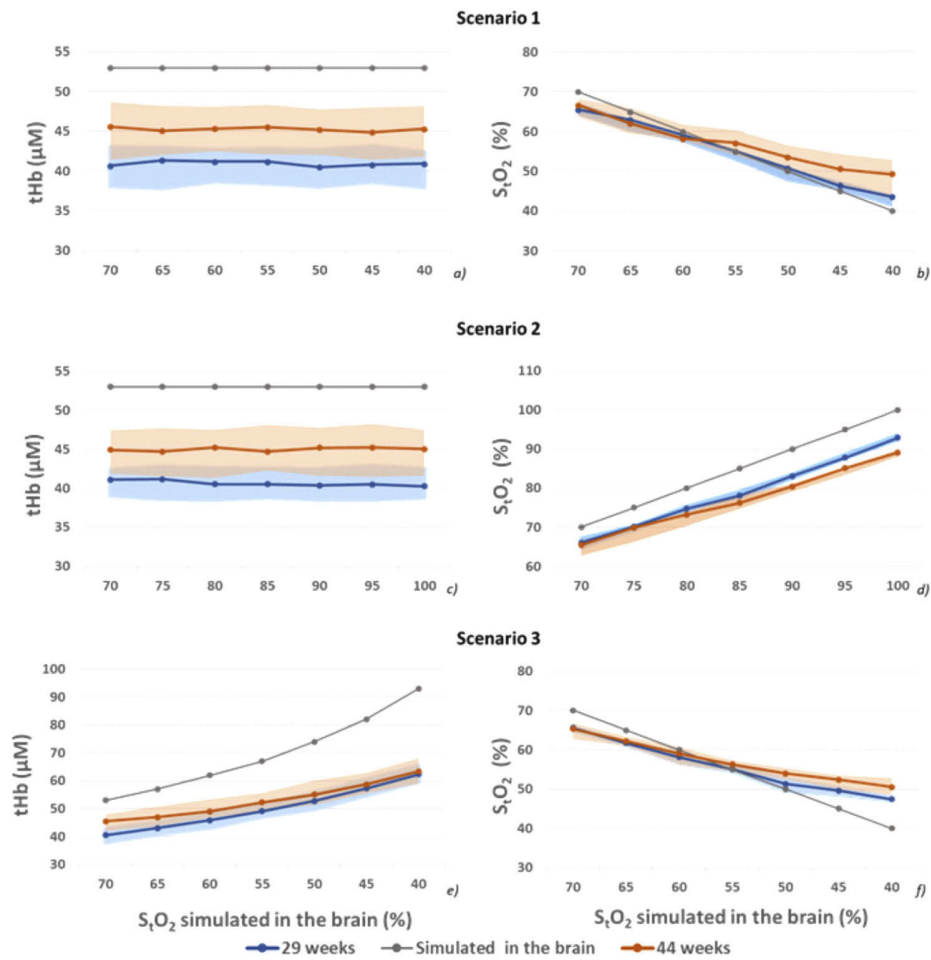 Scenario 1
tHb (μM)
55
50
45
40
35
30
70 65 60 55 50 45 40
a)
StO2 (%)
80
70
60
50
40
30
70 65 60 55 50 45 40
b)
Scenario 2
tHb (μM)
55
50
45
40
35
30
70 75 80 85 90 95 100
c)
StO2 (%)
110
100
90
80
70
60
70 75 80 85 90 95 100
d)
Scenario 3
tHb (μM)
100
90
80
70
60
50
40
30
70 65 60 55 50 45 40
e)
StO2 simulated in the brain (%)
StO2 (%)
80
70
60
50
40
30
70 65 60 55 50 45 40
f)
StO2 simulated in the brain (%)
29 weeks Simulated in the brain 44 weeks